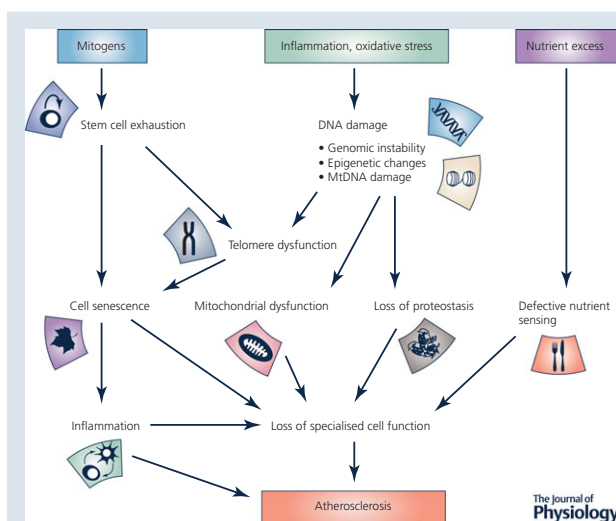 Mitogens
Inflammation, oxidative stress
Nutrient excess
Stem cell exhaustion
DNA damage
• Genomic instability
• Epigenetic changes
• MtDNA damage
Telomere dysfunction
Cell senescence
Mitochondrial dysfunction
Loss of proteostasis
Defective nutrient
sensing
Inflammation
Loss of specialised cell function
Atherosclerosis
The Journal of
Physiology